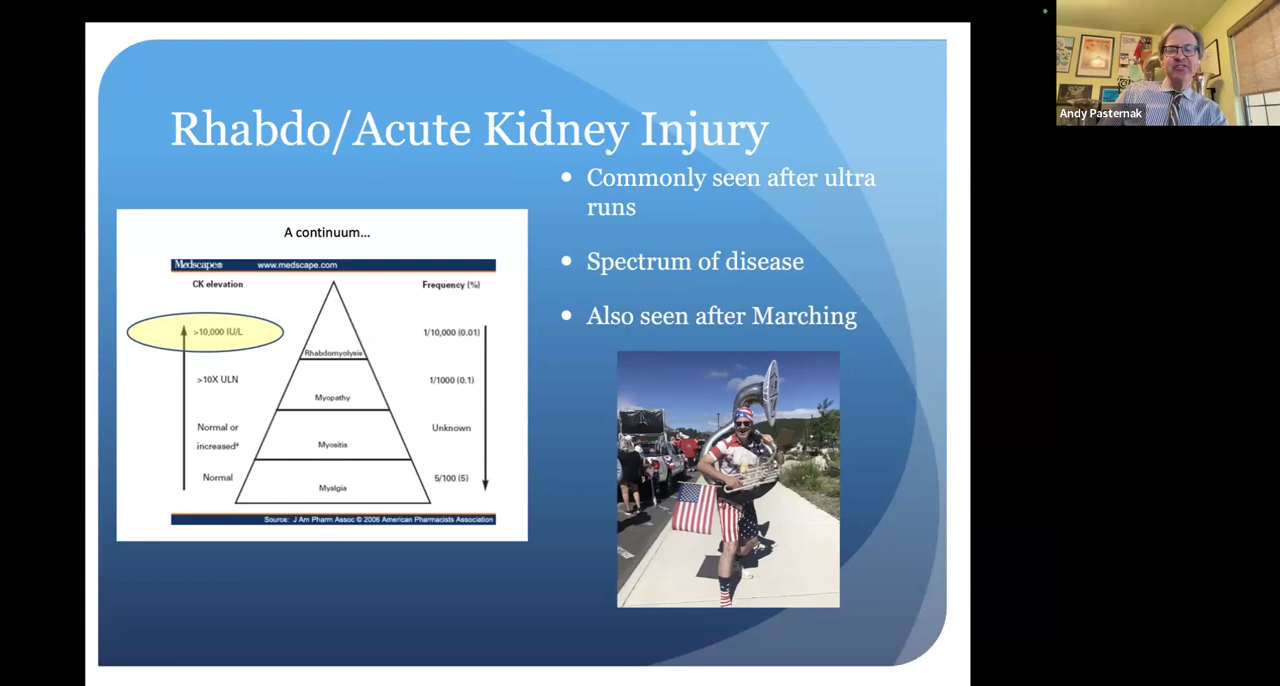 Rhabdo/Acute Kidney Injury
Commonly seen after ultra
runs
Spectrum of disease
Also seen after Marching
A continuum...
Medscape® www.medscape.com
CK elevation
Frequency (%)
>10,000 IU/L
1/10,000 (0.01)
Rhabdomyolysis
>10X ULN
1/1000 (0.1)
Myopathy
Normal or
increasedª
Unknown
Myositis
Normal
5/100 (5)
Myalgia
Source: J Am Pharm Assoc © 2006 American Pharmacists Association
Andy Pasternak